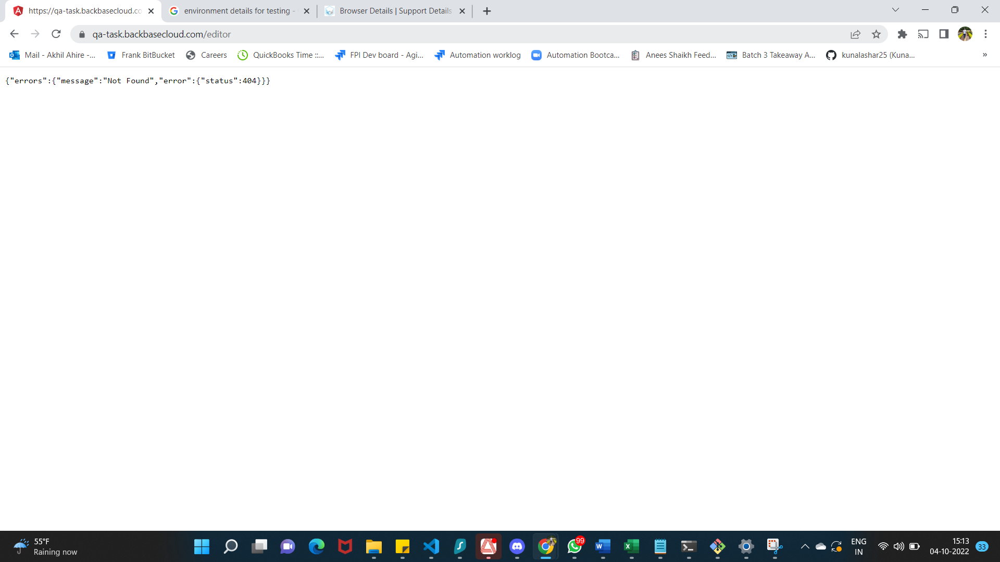 https://qa-task.backbasecloud.co
environment details for testing -
Browser Details | Support Details
qa-task.backbasecloud.com/editor
Mail - Akhil Ahire -...
Frank BitBucket
Careers
QuickBooks Time ::...
FPI Dev board - Agi...
Automation worklog
Automation Bootca...
Anees Shaikh Feed...
Batch 3 Takeaway A...
kunalashar25 (Kuna...
»
{"errors":{"message":"Not Found","error":{"status":404}}}
55°F
Raining now
99
ENG
IN
15:13
04-10-2022
33